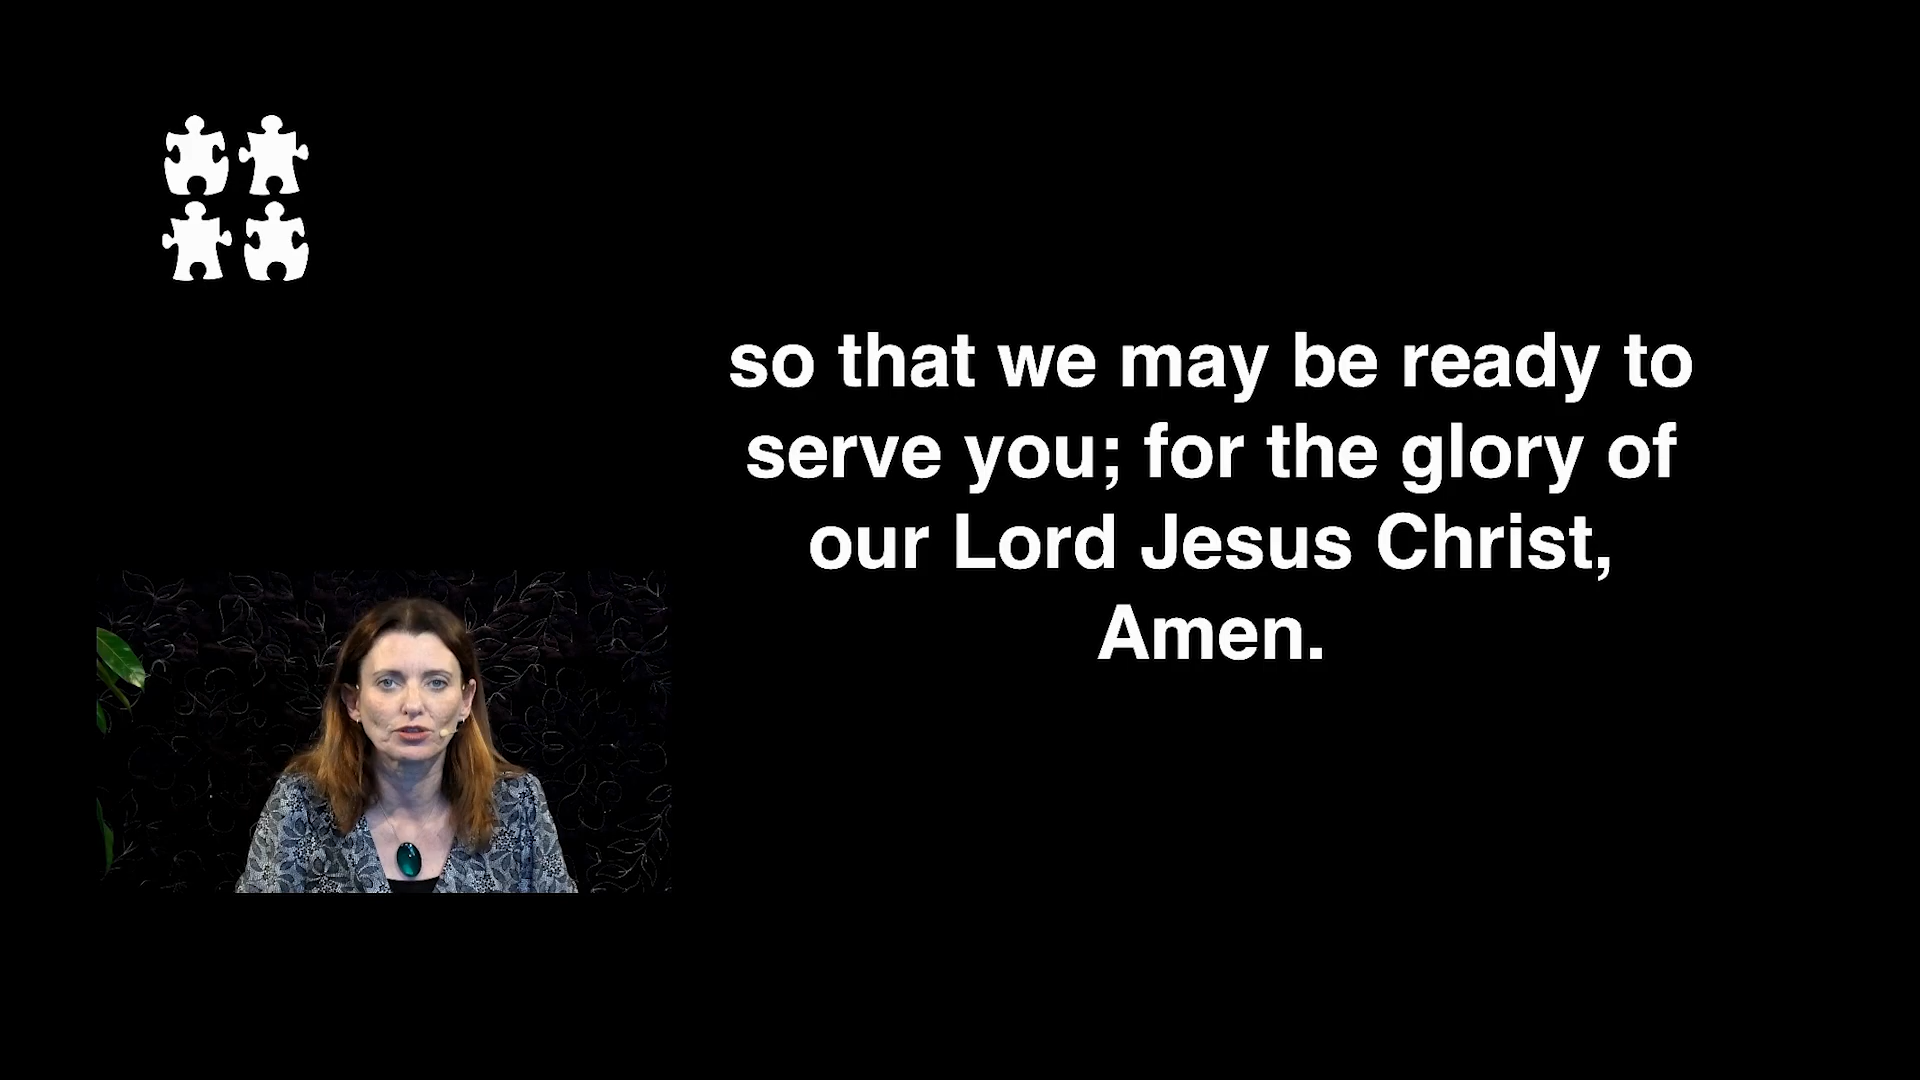 so that we may be ready to
serve you; for the glory of
our Lord Jesus Christ,
Amen.